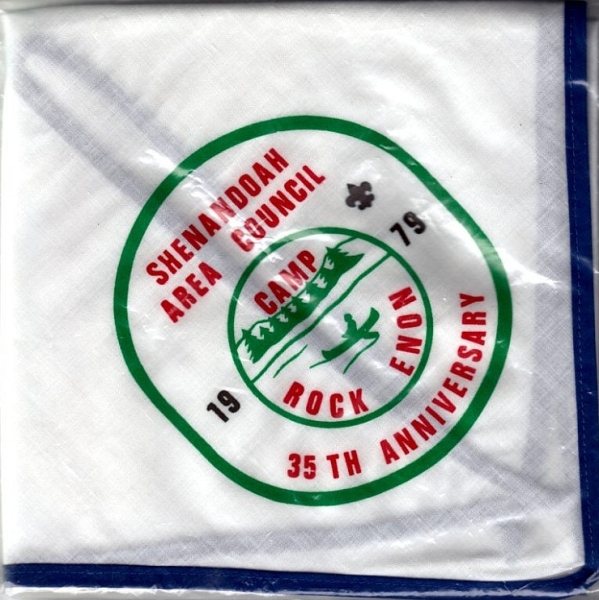 SHENANDOAH
AREA COUNCIL
19 79
CAMP
ROCK ENON
35TH ANNIVERSARY